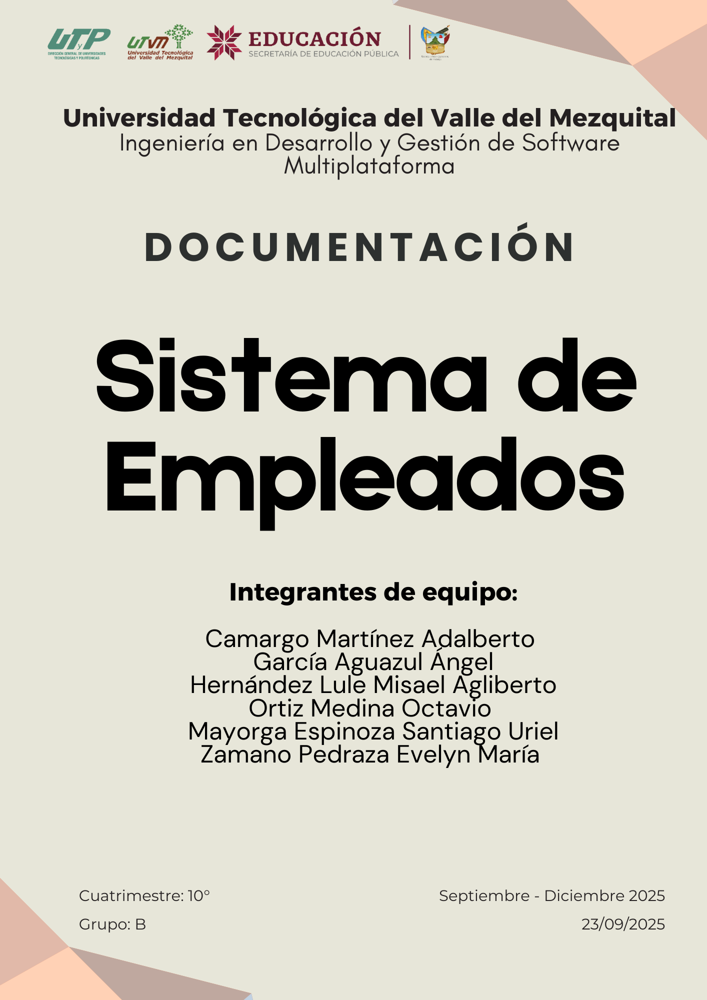 UTyP
DIRECCIÓN GENERAL DE UNIVERSIDADES
TECNOLÓGICAS Y POLITÉCNICAS
UTVM
Universidad Tecnológica
del Valle del Mezquital
EDUCACIÓN
SECRETARÍA DE EDUCACIÓN PÚBLICA
Universidad Tecnológica del Valle del Mezquital
Ingeniería en Desarrollo y Gestión de Software
Multiplataforma
DOCUMENTACIÓN
Sistema de
Empleados
Integrantes de equipo:
Camargo Martínez Adalberto
García Aguazul Ángel
Hernández Lule Misael Agliberto
Ortiz Medina Octavio
Mayorga Espinoza Santiago Uriel
Zamano Pedraza Evelyn María
Cuatrimestre: 10°
Septiembre - Diciembre 2025
Grupo: B
23/09/2025